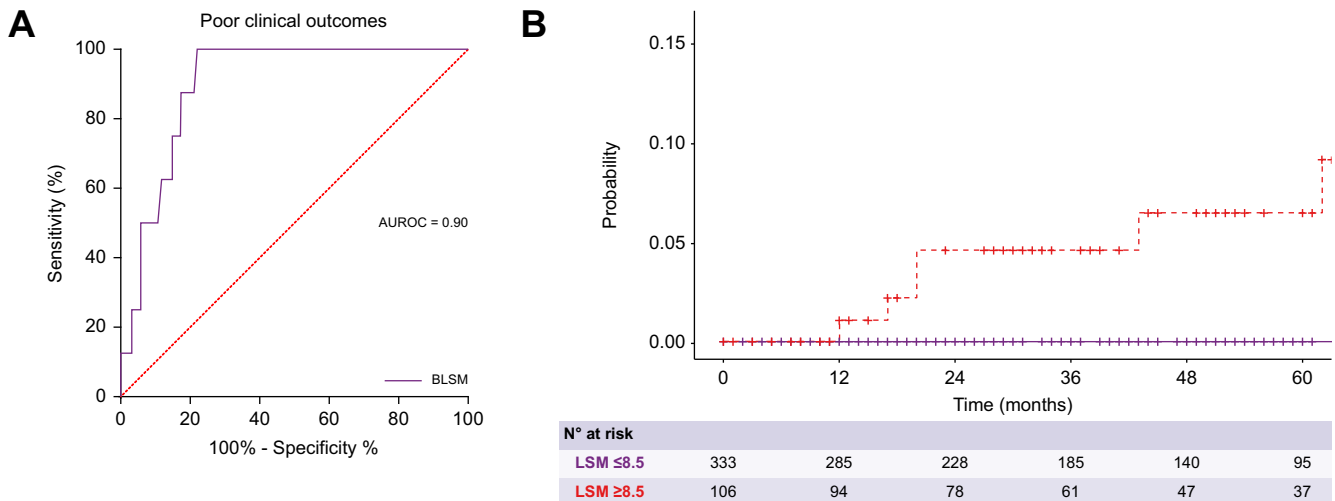 A
Poor clinical outcomes
100
80
60
40
20
0
Sensitivity (%)
AUROC = 0.90
BLSM
0 20 40 60 80 100
100% - Specificity %
B
0.15
0.10
0.05
0.00
Probability
0 12 24 36 48 60
Time (months)
N° at risk
LSM ≤8.5 333 285 228 185 140 95
LSM ≥8.5 106 94 78 61 47 37